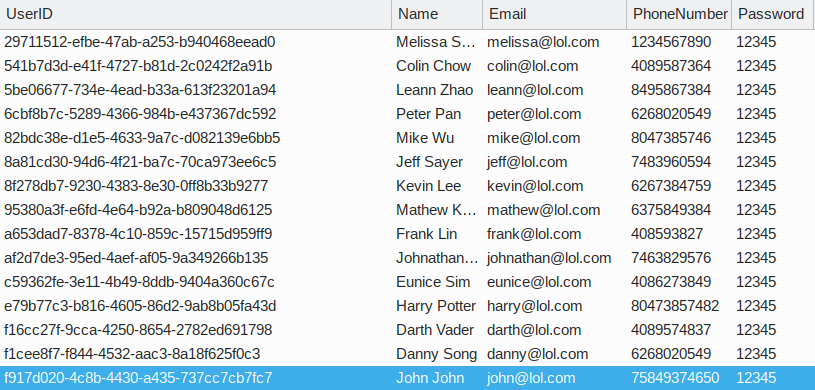 UserID Name Email PhoneNumber Password
29711512-efbe-47ab-a253-b940468eead0 Melissa S... melissa@lol.com 1234567890 12345
541b7d3d-e41f-4727-b81d-2c0242f2a91b Colin Chow colin@lol.com 4089587364 12345
5be06677-734e-4ead-b33a-613f23201a94 Leann Zhao leann@lol.com 8495867384 12345
6cbf8b7c-5289-4366-984b-e437367dc592 Peter Pan peter@lol.com 6268020549 12345
82bdc38e-d1e5-4633-9a7c-d082139e6bb5 Mike Wu mike@lol.com 8047385746 12345
8a81cd30-94d6-4f21-ba7c-70ca973ee6c5 Jeff Sayer jeff@lol.com 7483960594 12345
8f278db7-9230-4383-8e30-0ff8b33b9277 Kevin Lee kevin@lol.com 6267384759 12345
95380a3f-e6fd-4e64-b92a-b809048d6125 Mathew K... mathew@lol.com 6375849384 12345
a653dad7-8378-4c10-859c-15715d959ff9 Frank Lin frank@lol.com 408593827 12345
af2d7de3-95ed-4aef-af05-9a349266b135 Johnathan... johnathan@lol.com 7463829576 12345
c59362fe-3e11-4b49-8ddb-9404a360c67c Eunice Sim eunice@lol.com 4086273849 12345
e79b77c3-b816-4605-86d2-9ab8b05fa43d Harry Potter harry@lol.com 80473857482 12345
f16cc27f-9cca-4250-8654-2782ed691798 Darth Vader darth@lol.com 4089574837 12345
f1cee8f7-f844-4532-aac3-8a18f625f0c3 Danny Song danny@lol.com 6268020549 12345
f917d020-4c8b-4430-a435-737cc7cb7fc7 John John john@lol.com 75849374650 12345